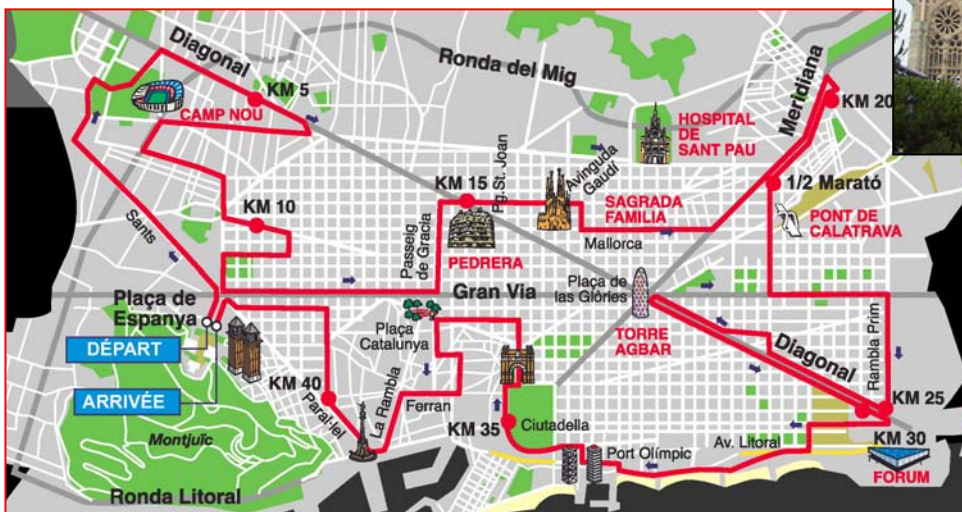 Diagonal
Ronda del Mig
KM 5
CAMP NOU
Meridiana
KM 20
HOSPITAL
DE
SANT PAU
Pg.St. Joan
Avinguda
Gaudí
KM 15
1/2 Marató
SAGRADA
FAMILIA
PONT DE
CALATRAVA
KM 10
Sants
Passeig
de Gracia
PEDRERA
Mallorca
Plaça de
las Glòries
Gran Via
Plaça de
Espanya
DÉPART
ARRIVÉE
Plaça
Catalunya
TORRE
AGBAR
Diagonal
Rambla Prim
KM 40
Paral·lel
La Rambla
Ferran
KM 35
Ciutadella
KM 25
Av. Litoral
KM 30
FORUM
Port Olímpic
Montjuïc
Ronda Litoral